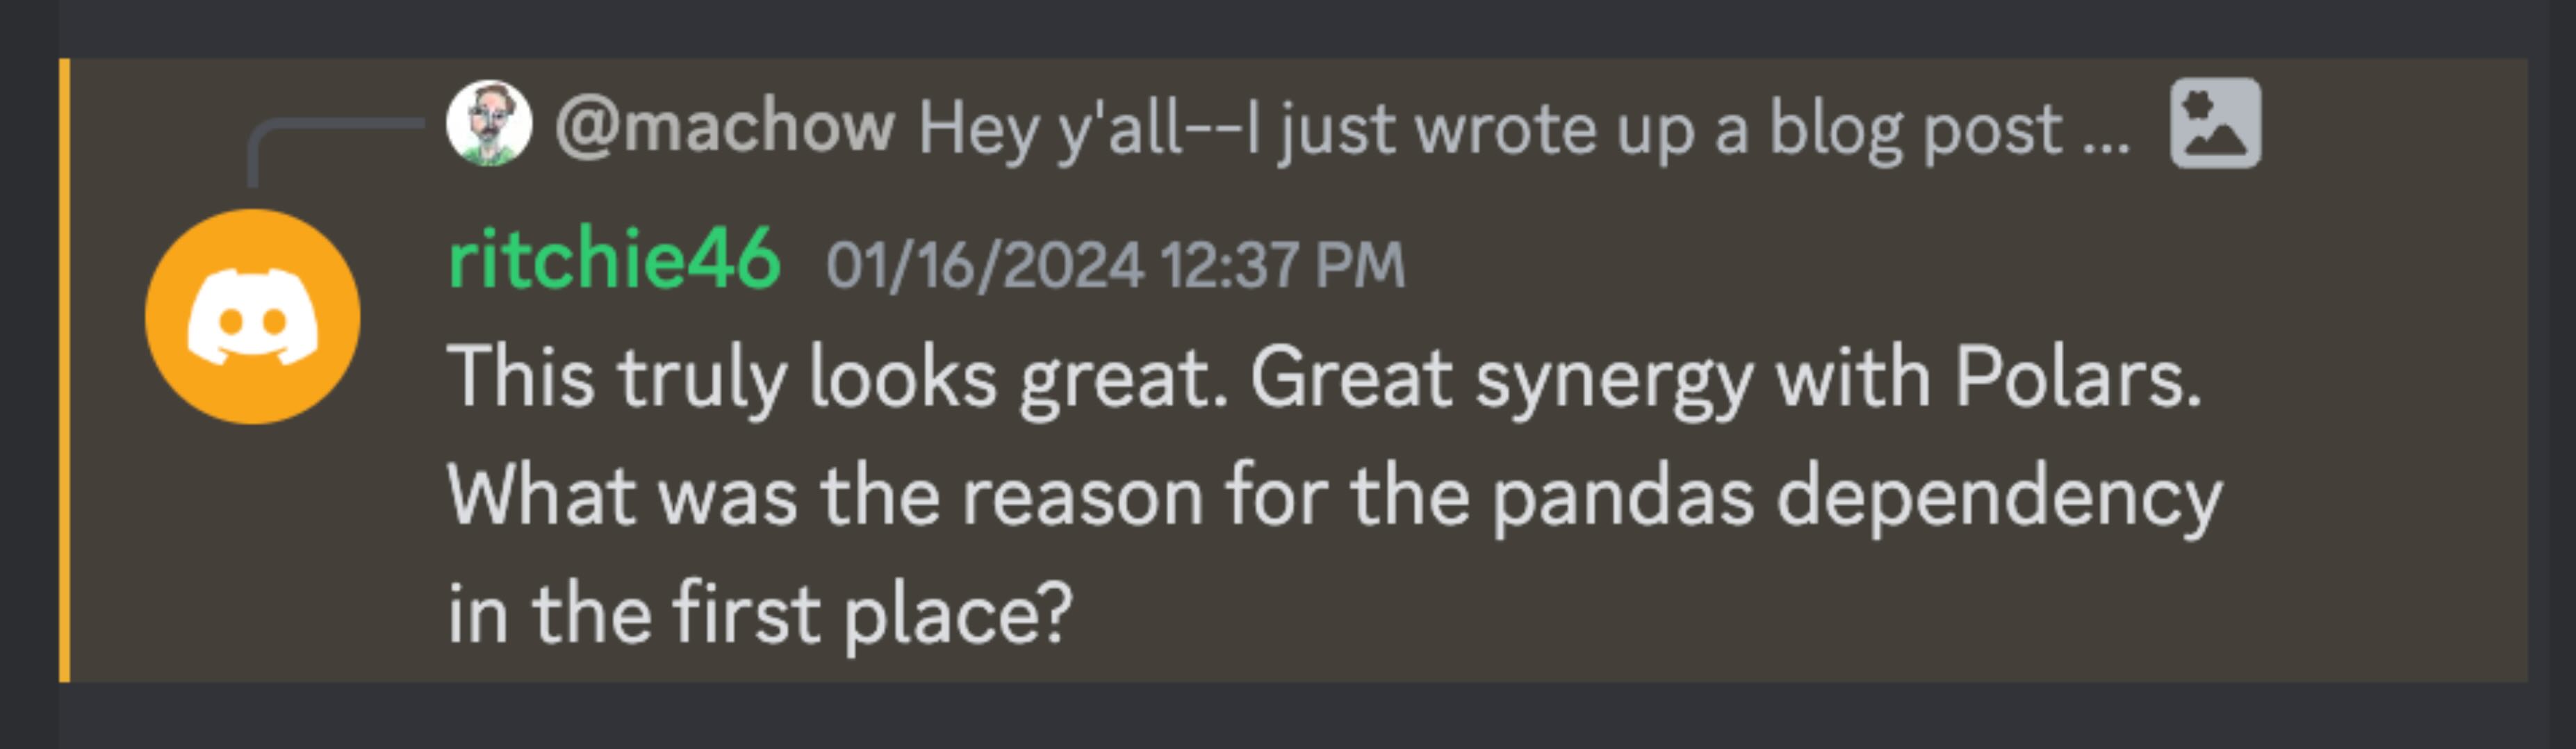 @machow Hey y'all--I just wrote up a blog post ...
ritchie46 01/16/2024 12:37 PM
This truly looks great. Great synergy with Polars.
What was the reason for the pandas dependency
in the first place?